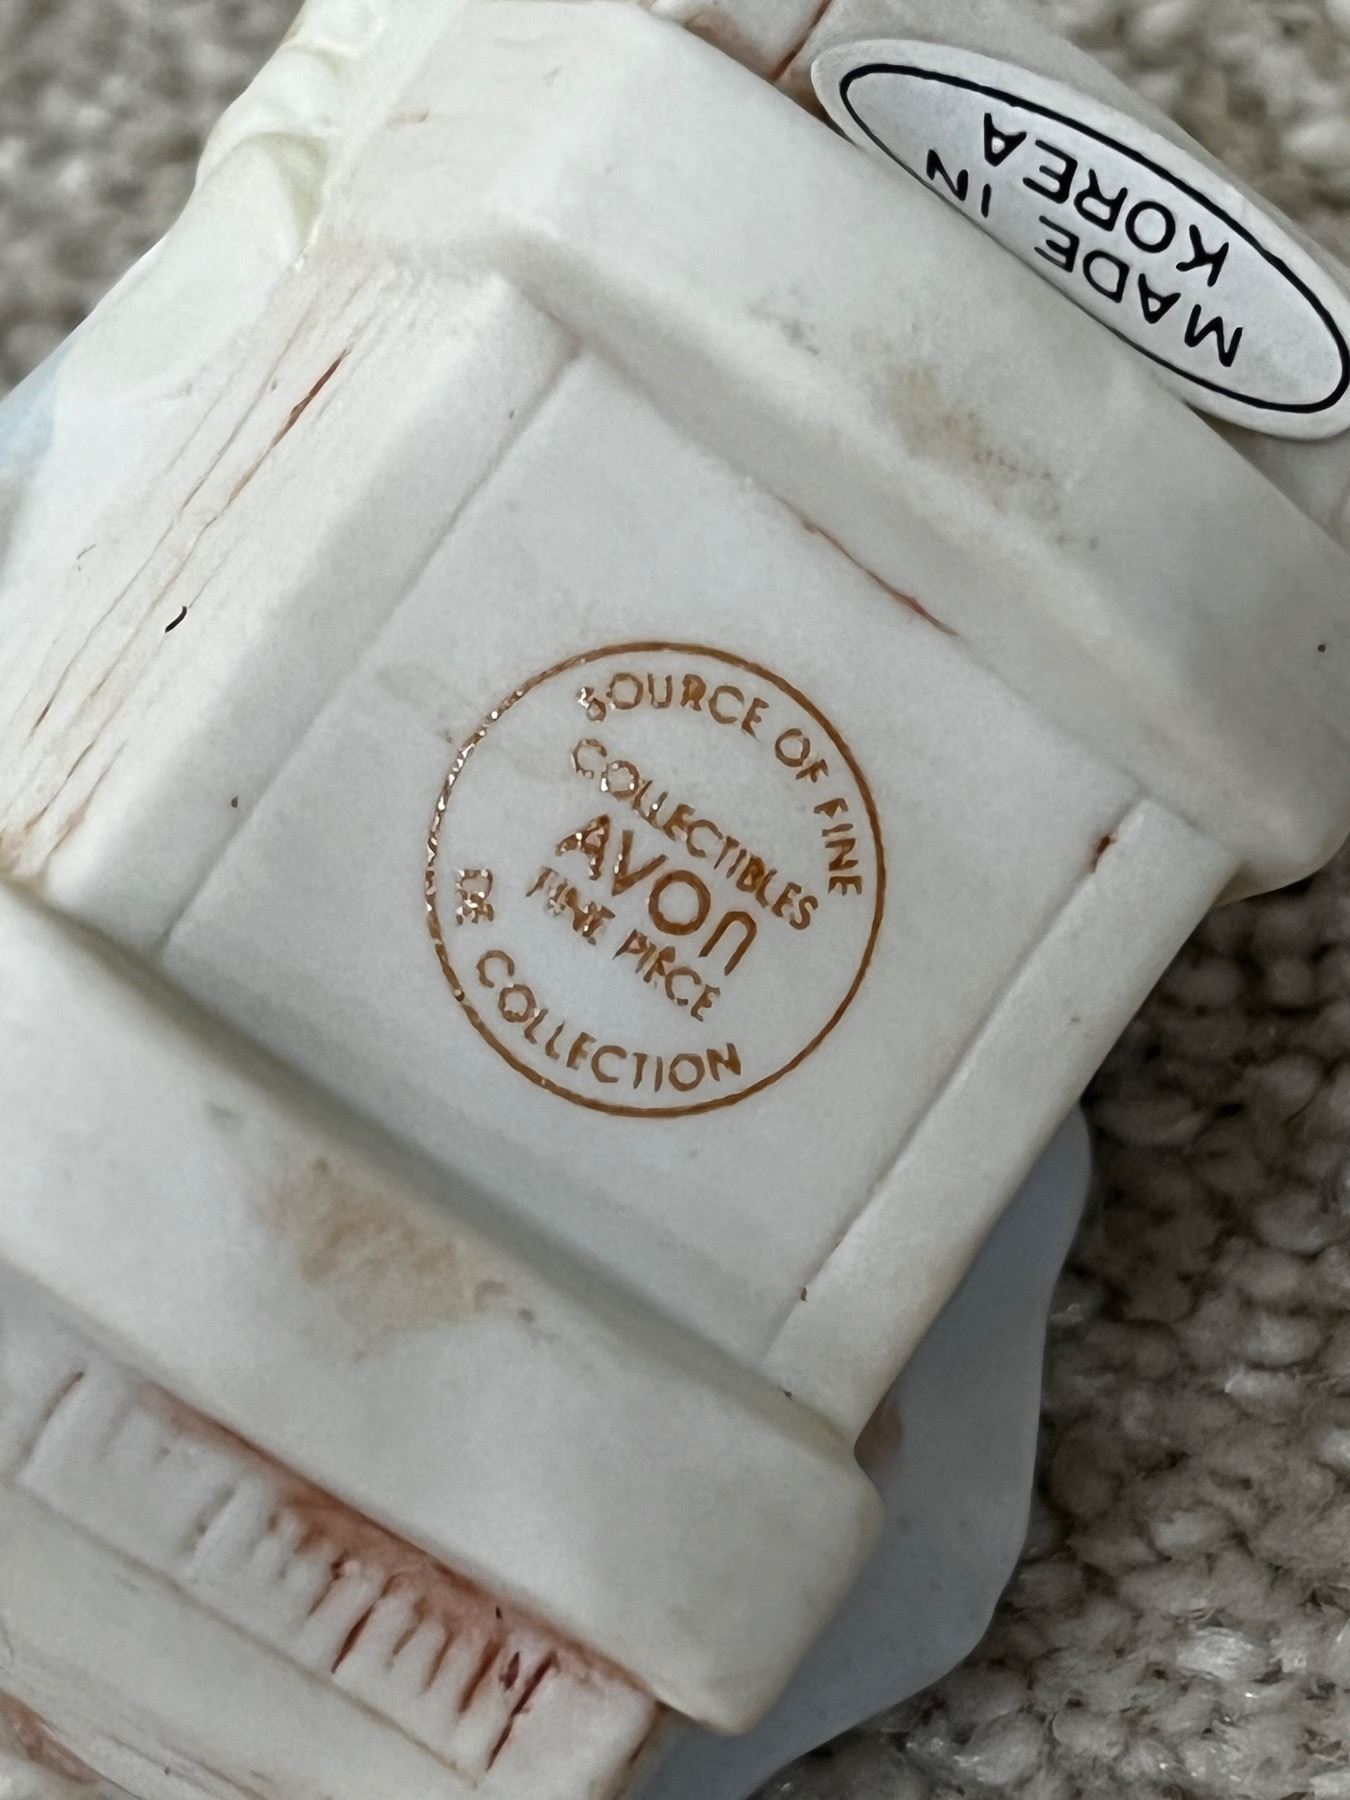 MADE IN
KOREA
SOURCE OF FINE
COLLECTIBLES
AVON
FINE PIECE
COLLECTION